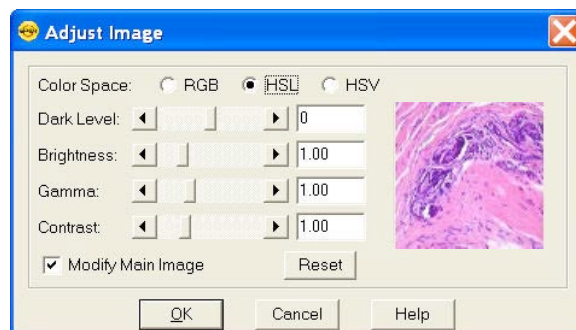 Adjust Image
Color Space: RGB HSL HSV
Dark Level: 0
Brightness: 1.00
Gamma: 1.00
Contrast: 1.00
Modify Main Image Reset
OK Cancel Help